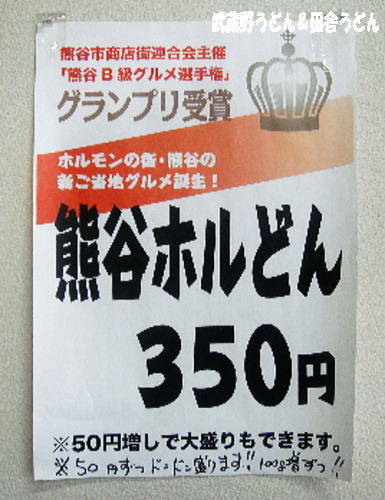 武蔵野うどん&田舎うどん
熊谷市商店街連合会主催
「熊谷B級グルメ選手権」
グランプリ受賞
ホルモンの街・熊谷の
新ご当地グルメ誕生！
熊谷ホルどん
350円
※50円増しで大盛りもできます。
※50円ずつドンドン盛ります!! 100g増ずつ!!